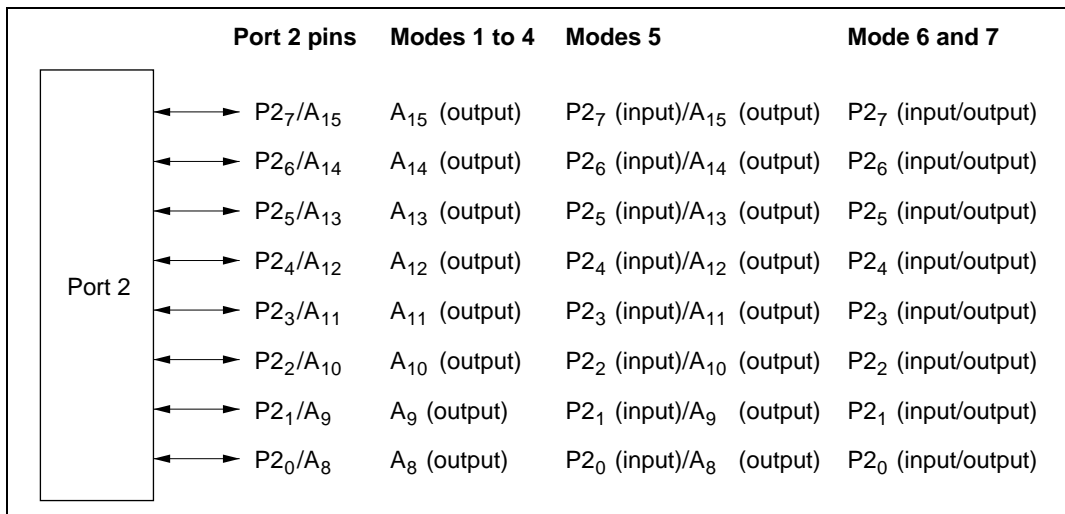 Port 2 pins Modes 1 to 4 Modes 5 Mode 6 and 7
P2₇/A₁₅ A₁₅ (output) P2₇ (input)/A₁₅ (output) P2₇ (input/output)
P2₆/A₁₄ A₁₄ (output) P2₆ (input)/A₁₄ (output) P2₆ (input/output)
P2₅/A₁₃ A₁₃ (output) P2₅ (input)/A₁₃ (output) P2₅ (input/output)
P2₄/A₁₂ A₁₂ (output) P2₄ (input)/A₁₂ (output) P2₄ (input/output)
Port 2
P2₃/A₁₁ A₁₁ (output) P2₃ (input)/A₁₁ (output) P2₃ (input/output)
P2₂/A₁₀ A₁₀ (output) P2₂ (input)/A₁₀ (output) P2₂ (input/output)
P2₁/A₉ A₉ (output) P2₁ (input)/A₉ (output) P2₁ (input/output)
P2₀/A₈ A₈ (output) P2₀ (input)/A₈ (output) P2₀ (input/output)